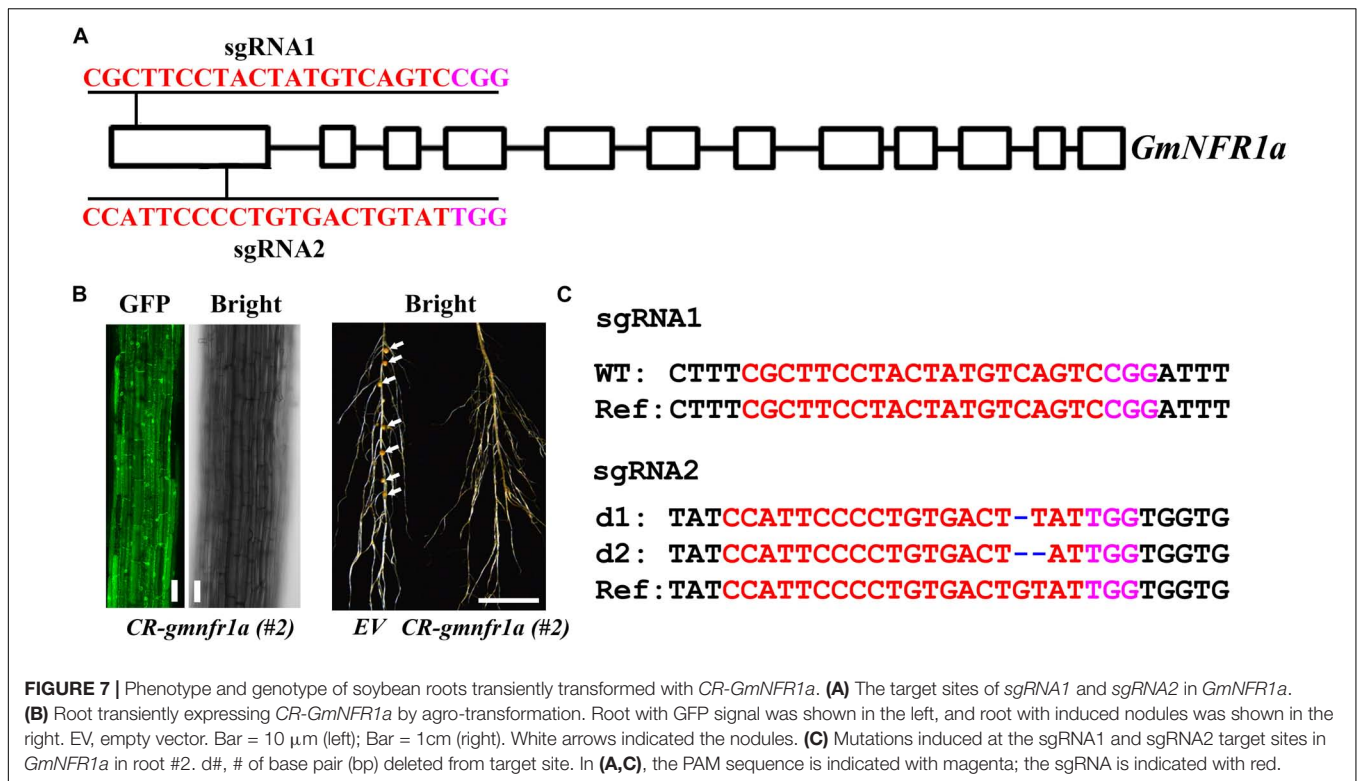 A
sgRNA1
CGCTTCCTACTATGTCAGTCCGG
GmNFR1a
CCATTCCCCTGTGACTGTATTGG
sgRNA2
B
GFP Bright Bright
CR-gmnfr1a (#2) EV CR-gmnfr1a (#2)
C
sgRNA1
WT: CTTTCGCTTCCTACTATGTCAGTCCGGATTT
Ref:CTTTCGCTTCCTACTATGTCAGTCCGGATTT
sgRNA2
d1: TATCCATTCCCCTGTGACT-TATTGGTGGTG
d2: TATCCATTCCCCTGTGACT--ATTGGTGGTG
Ref:TATCCATTCCCCTGTGACTGTATTGGTGGTG
FIGURE 7 | Phenotype and genotype of soybean roots transiently transformed with CR-GmNFR1a. (A) The target sites of sgRNA1 and sgRNA2 in GmNFR1a.
(B) Root transiently expressing CR-GmNFR1a by agro-transformation. Root with GFP signal was shown in the left, and root with induced nodules was shown in the
right. EV, empty vector. Bar = 10 μm (left); Bar = 1cm (right). White arrows indicated the nodules. (C) Mutations induced at the sgRNA1 and sgRNA2 target sites in
GmNFR1a in root #2. d#, # of base pair (bp) deleted from target site. In (A,C), the PAM sequence is indicated with magenta; the sgRNA is indicated with red.